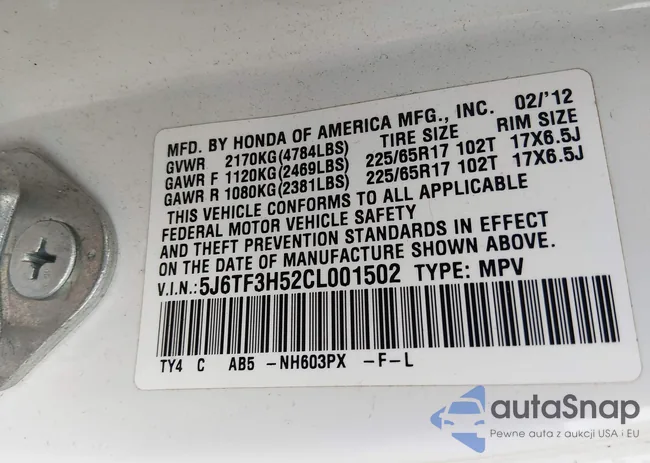 MFD. BY HONDA OF AMERICA MFG., INC. 02/'12
GVWR 2170KG(4784LBS) TIRE SIZE RIM SIZE
GAWR F 1120KG(2469LBS) 225/65R17 102T 17X6.5J
GAWR R 1080KG(2381LBS) 225/65R17 102T 17X6.5J
THIS VEHICLE CONFORMS TO ALL APPLICABLE
FEDERAL MOTOR VEHICLE SAFETY
AND THEFT PREVENTION STANDARDS IN EFFECT
ON THE DATE OF MANUFACTURE SHOWN ABOVE.
V.I.N.:5J6TF3H52CL001502 TYPE: MPV
TY4 C AB5 -NH603PX -F-L
autaSnap
Pewne auta z aukcji USA i EU